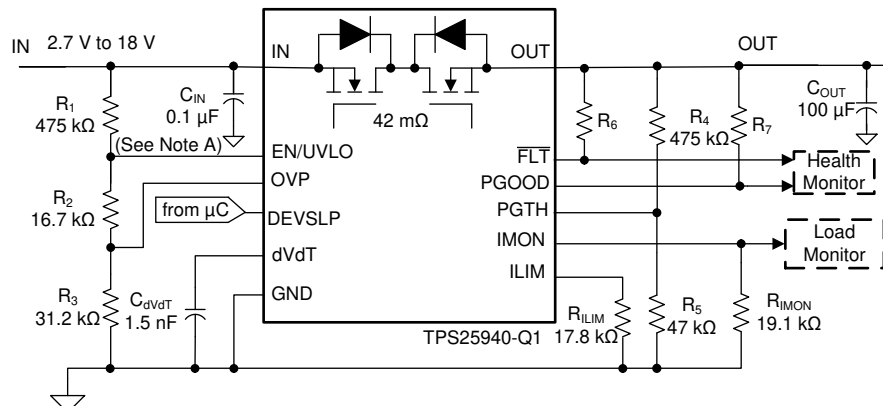 IN
2.7 V to 18 V
IN
OUT
OUT
R1
475 kΩ
CIN
0.1 µF
42 mΩ
R6
R4
475 kΩ
R7
COUT
100 µF
(See Note A)
EN/UVLO
FLT
Health
Monitor
R2
16.7 kΩ
OVP
PGOOD
from µC
DEVSLP
PGTH
IMON
Load
Monitor
dVdT
ILIM
R3
31.2 kΩ
CdVdT
1.5 nF
GND
RILIM
17.8 kΩ
R5
47 kΩ
RIMON
19.1 kΩ
TPS25940-Q1